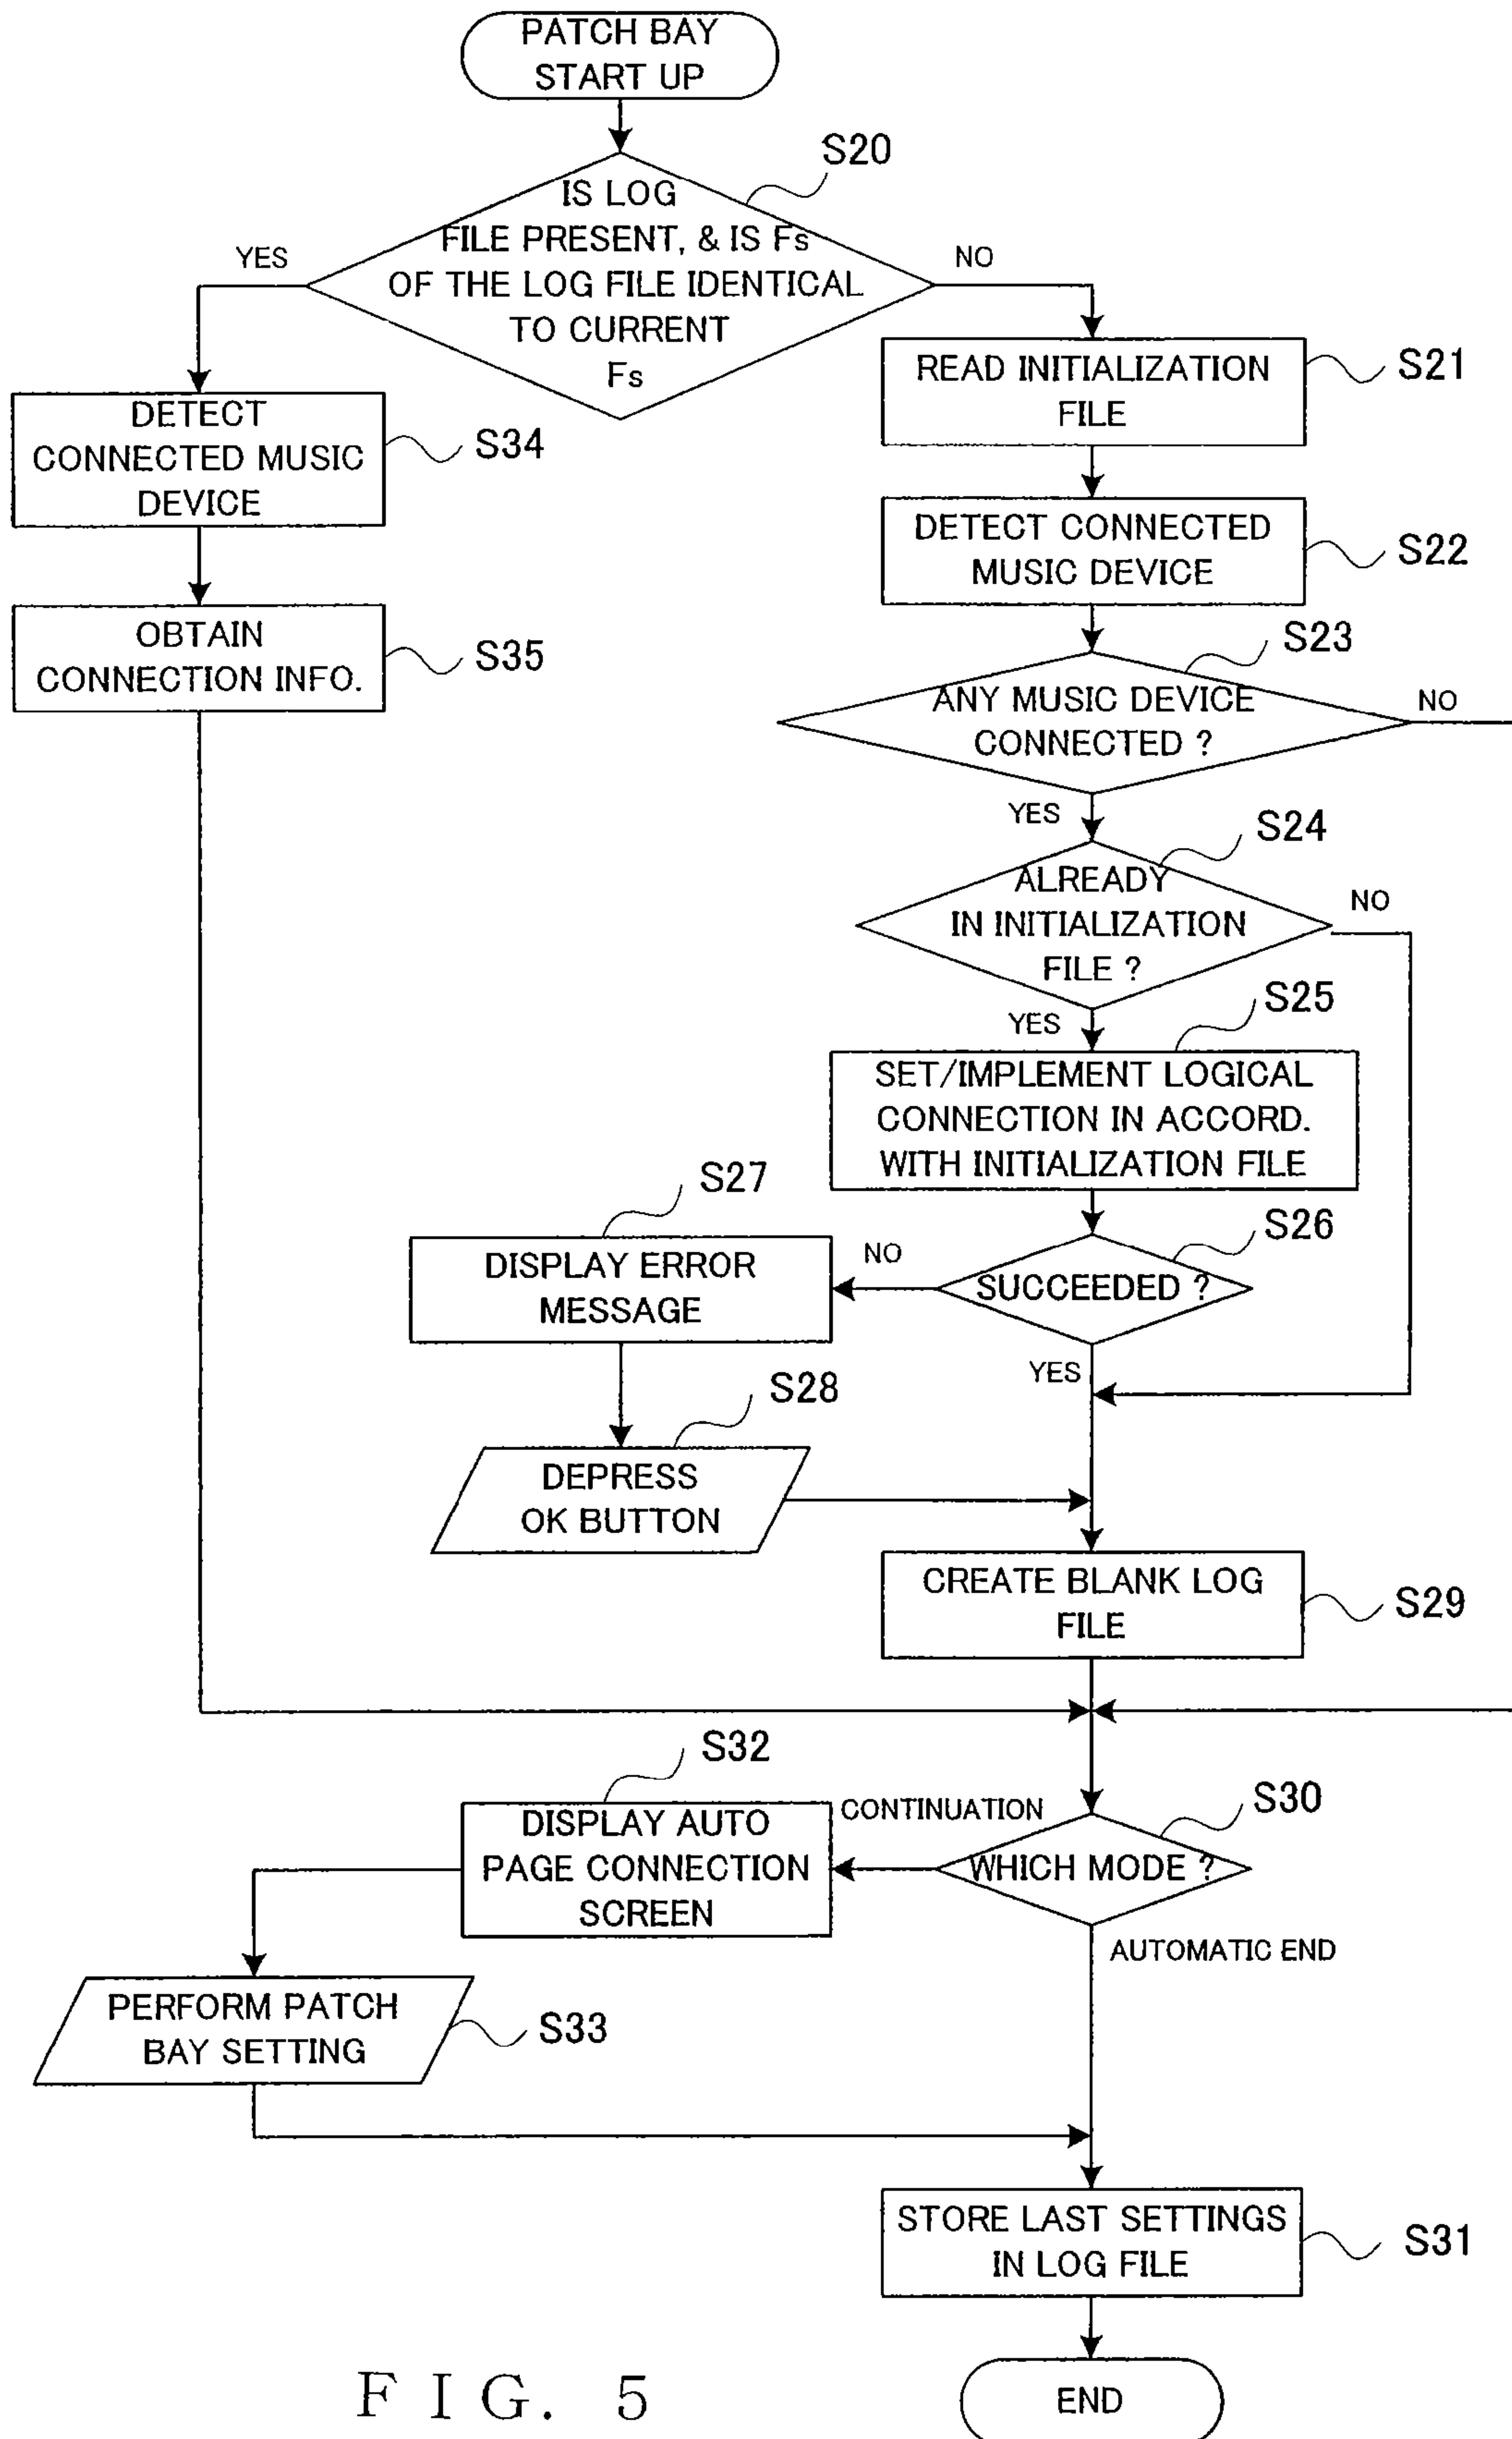 PATCH BAY
START UP
S20
IS LOG
FILE PRESENT, & IS Fs
OF THE LOG FILE IDENTICAL
TO CURRENT
Fs
YES
NO
READ INITIALIZATION
FILE
S21
DETECT
CONNECTED MUSIC
DEVICE
S34
DETECT CONNECTED
MUSIC DEVICE
S22
OBTAIN
CONNECTION INFO.
S35
S23
ANY MUSIC DEVICE
CONNECTED ?
NO
YES
S24
ALREADY
IN INITIALIZATION
FILE ?
NO
YES
S25
SET/IMPLEMENT LOGICAL
CONNECTION IN ACCORD.
WITH INITIALIZATION FILE
S27
S26
DISPLAY ERROR
MESSAGE
NO
SUCCEEDED ?
YES
S28
DEPRESS
OK BUTTON
CREATE BLANK LOG
FILE
S29
S32
S30
DISPLAY AUTO
PAGE CONNECTION
SCREEN
CONTINUATION
WHICH MODE ?
AUTOMATIC END
PERFORM PATCH
BAY SETTING
S33
STORE LAST SETTINGS
IN LOG FILE
S31
END
FIG. 5